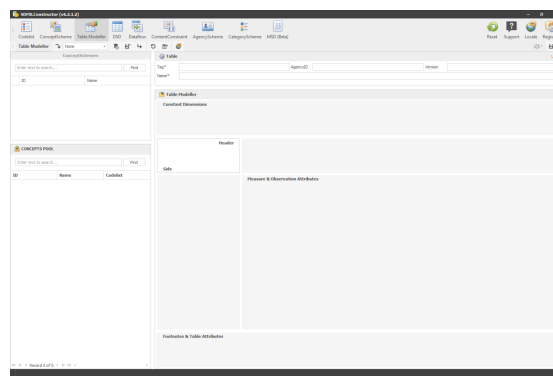 SDMX.Constructor (v6.2.1.2)
Codelist ConceptScheme Table Modeller DSD Dataflow ContentConstraint AgencyScheme CategoryScheme MSD (Beta) Reset Support Locale
Table Modeller None
ConceptSchemes
Enter text to search... Find
ID Name
CONCEPTS POOL
Enter text to search... Find
ID Name Codelist
Record 0 of 0
Table
Tag* AgencyID Version
Name*
Table Modeller
Constant Dimensions
Header
Side
Measure & Observation Attributes
Footnotes & Table Attributes